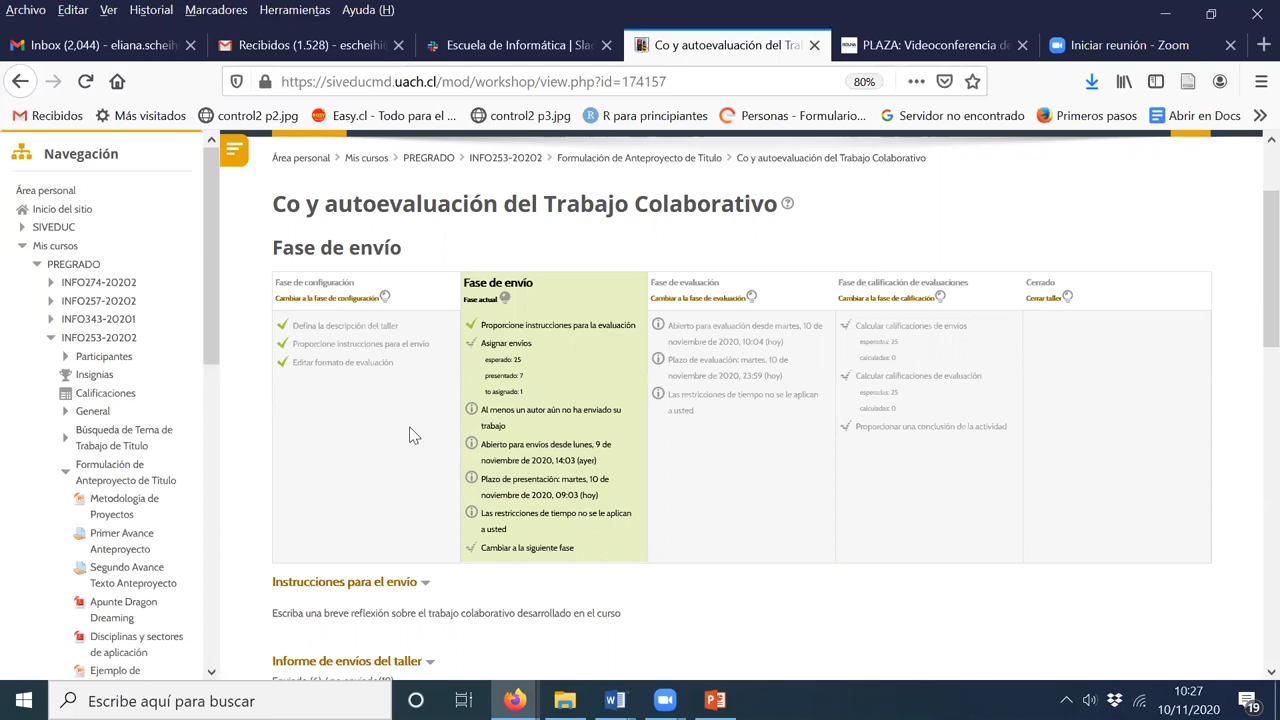 Archivo Editar Ver Historial Marcadores Herramientas Ayuda
Inbox (2,044) - eliana.scheih
Recibidos (1.528) - escheihi
Escuela de Informática | Slac
Co y autoevaluación del Trab
PLAZA: Videoconferencia de
Iniciar reunión - Zoom
https://siveducmd.uach.cl/mod/workshop/view.php?id=174157
80%
Recibidos
Más visitados
control2 p2.jpg
Easy.cl - Todo para el ...
control2 p3.jpg
R para principiantes
Personas - Formulario...
Servidor no encontrado
Primeros pasos
Abrir en Docs
Navegación
Área personal
Inicio del sitio
SIVEDUC
Mis cursos
PREGRADO
INFO274-20202
INFO257-20202
INFO343-20201
INFO253-20202
Participantes
Insignias
Calificaciones
General
Búsqueda de Tema de
Trabajo de Título
Formulación de
Anteproyecto de Título
Metodología de
Proyectos
Primer Avance
Anteproyecto
Segundo Avance
Texto Anteproyecto
Apunte Dragon
Dreaming
Disciplinas y sectores
de aplicación
Ejemplo de
Área personal > Mis cursos > PREGRADO > INFO253-20202 > Formulación de Anteproyecto de Título > Co y autoevaluación del Trabajo Colaborativo
Co y autoevaluación del Trabajo Colaborativo
Fase de envío
Fase de configuración
Cambiar a la fase de configuración
Defina la descripción del taller
Proporcione instrucciones para el envío
Editar formato de evaluación
Fase de envío
Fase actual
Proporcione instrucciones para la evaluación
Asignar envíos
esperado: 25
presentado: 7
to asignado: 1
Al menos un autor aún no ha enviado su
trabajo
Abierto para envíos desde lunes, 9 de
noviembre de 2020, 14:03 (ayer)
Plazo de presentación: martes, 10 de
noviembre de 2020, 09:03 (hoy)
Las restricciones de tiempo no se le aplican
a usted
Cambiar a la siguiente fase
Fase de evaluación
Cambiar a la fase de evaluación
Abierto para evaluación desde martes, 10 de
noviembre de 2020, 10:04 (hoy)
Plazo de evaluación: martes, 10 de
noviembre de 2020, 23:59 (hoy)
Las restricciones de tiempo no se le aplican
a usted
Fase de calificación de evaluaciones
Cambiar a la fase de calificación
Calcular calificaciones de envíos
esperadas: 25
calculadas: 0
Calcular calificaciones de evaluación
esperadas: 25
calculadas: 0
Proporcionar una conclusión de la actividad
Cerrado
Cerrar taller
Instrucciones para el envío
Escriba una breve reflexión sobre el trabajo colaborativo desarrollado en el curso
Informe de envíos del taller
Escribe aquí para buscar
10:27
10/11/2020
19